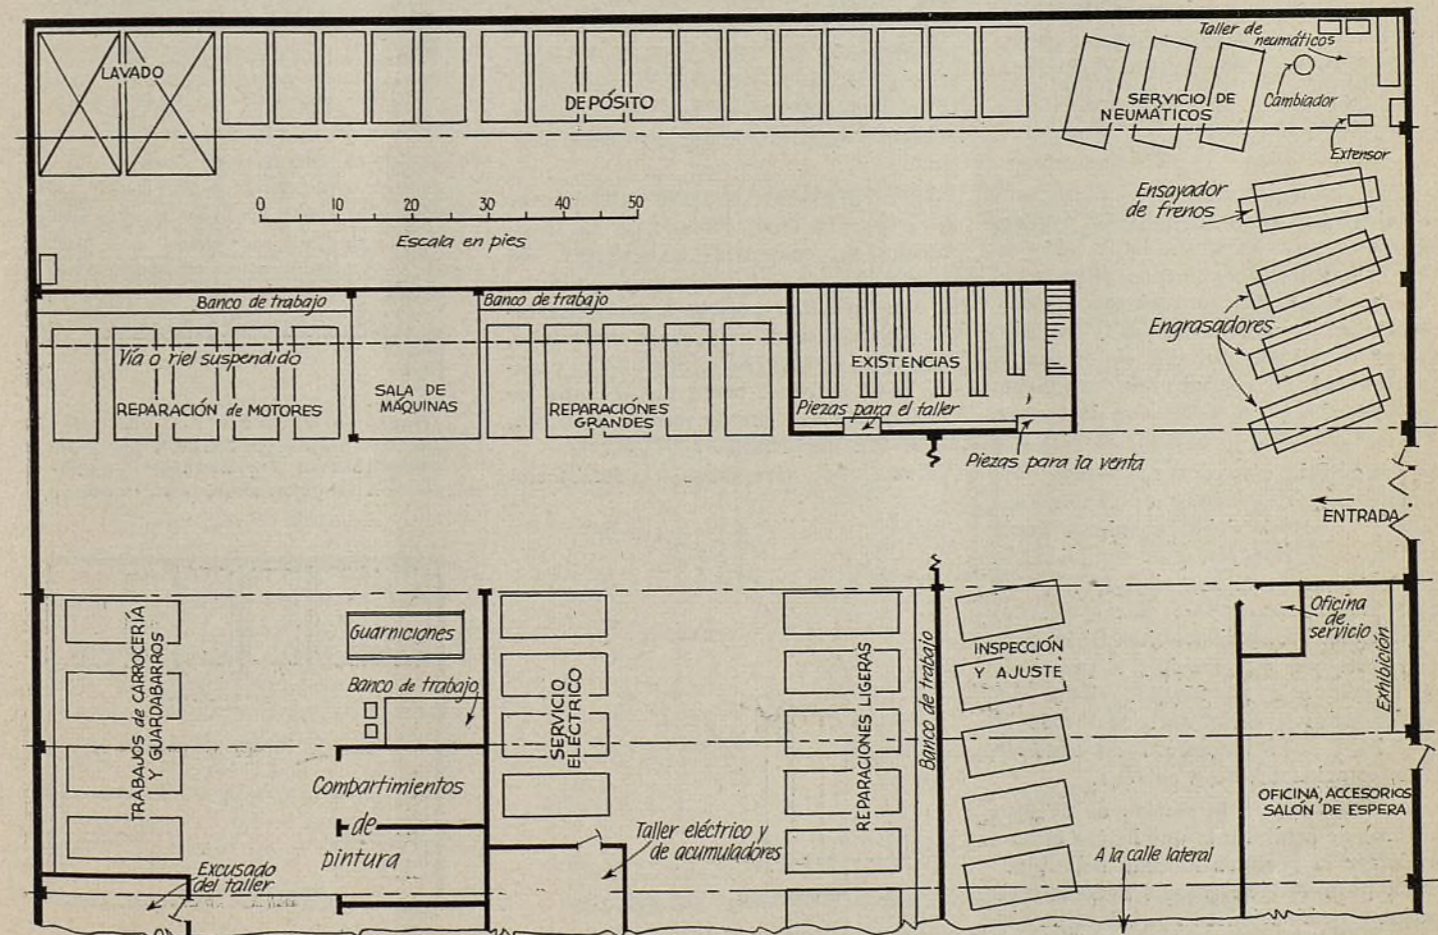 LAVADO
DEPÓSITO
SERVICIO DE
NEUMÁTICOS
Taller de
neumáticos
Cambiador
Extensor
0 10 20 30 40 50
Escala en pies
Ensayador
de frenos
Engrasadores
Banco de trabajo
Vía o riel suspendido
REPARACIÓN de MOTORES
SALA DE
MÁQUINAS
Banco de trabajo
REPARACIÓNES
GRANDES
EXISTENCIAS
Piezas para el taller
Piezas para la venta
ENTRADA
TRABAJOS de CARROCERÍA
Y GUARDABARROS
Guarniciones
Banco de trabajo
Compartimientos
de
pintura
Excusado
del taller
SERVICIO
ELECTRICO
Taller eléctrico y
de acumuladores
REPARACIONES LIGERAS
Banco de trabajo
INSPECCIÓN
Y AJUSTE
A la calle lateral
Oficina
de
servicio
Exhibición
OFICINA, ACCESORIOS
SALÓN DE ESPERA